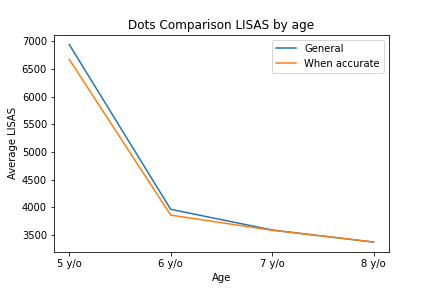 Dots Comparison LISAS by age
General
When accurate
7000
6500
6000
5500
5000
4500
4000
3500
Average LISAS
5 y/o 6 y/o 7 y/o 8 y/o
Age